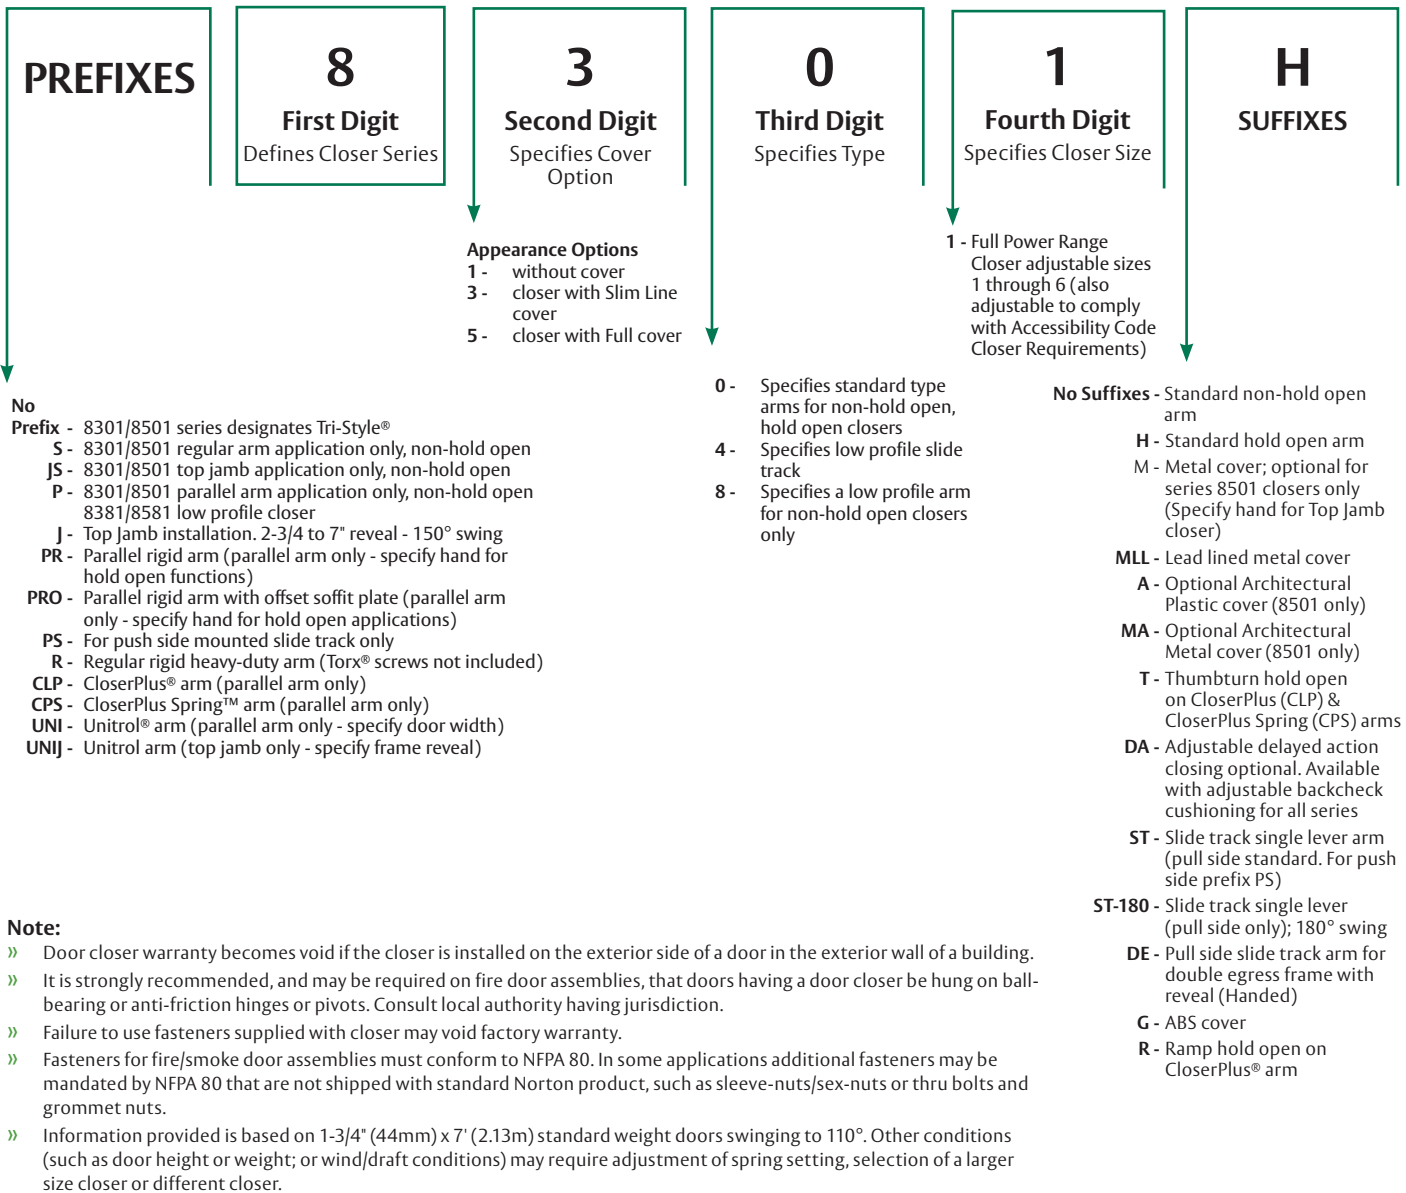 PREFIXES
8
First Digit
Defines Closer Series
3
Second Digit
Specifies Cover
Option
0
Third Digit
Specifies Type
1
Fourth Digit
Specifies Closer Size
H
SUFFIXES
No
Prefix - 8301/8501 series designates Tri-Style®
S - 8301/8501 regular arm application only, non-hold open
JS - 8301/8501 top jamb application only, non-hold open
P - 8301/8501 parallel arm application only, non-hold open
8381/8581 low profile closer
J - Top Jamb installation. 2-3/4 to 7" reveal - 150° swing
PR - Parallel rigid arm (parallel arm only - specify hand for
hold open functions)
PRO - Parallel rigid arm with offset soffit plate (parallel arm
only - specify hand for hold open applications)
PS - For push side mounted slide track only
R - Regular rigid heavy-duty arm (Torx® screws not included)
CLP - CloserPlus® arm (parallel arm only)
CPS - CloserPlus Spring™ arm (parallel arm only)
UNI - Unitrol® arm (parallel arm only - specify door width)
UNIJ - Unitrol arm (top jamb only - specify frame reveal)
Appearance Options
1 - without cover
3 - closer with Slim Line
cover
5 - closer with Full cover
0 - Specifies standard type
arms for non-hold open,
hold open closers
4 - Specifies low profile slide
track
8 - Specifies a low profile arm
for non-hold open closers
only
1 - Full Power Range
Closer adjustable sizes
1 through 6 (also
adjustable to comply
with Accessibility Code
Closer Requirements)
No Suffixes - Standard non-hold open
arm
H - Standard hold open arm
M - Metal cover; optional for
series 8501 closers only
(Specify hand for Top Jamb
closer)
MLL - Lead lined metal cover
A - Optional Architectural
Plastic cover (8501 only)
MA - Optional Architectural
Metal cover (8501 only)
T - Thumbturn hold open
on CloserPlus (CLP) &
CloserPlus Spring (CPS) arms
DA - Adjustable delayed action
closing optional. Available
with adjustable backcheck
cushioning for all series
ST - Slide track single lever arm
(pull side standard. For push
side prefix PS)
ST-180 - Slide track single lever
(pull side only); 180° swing
DE - Pull side slide track arm for
double egress frame with
reveal (Handed)
G - ABS cover
R - Ramp hold open on
CloserPlus® arm
Note:
» Door closer warranty becomes void if the closer is installed on the exterior side of a door in the exterior wall of a building.
» It is strongly recommended, and may be required on fire door assemblies, that doors having a door closer be hung on ball-
bearing or anti-friction hinges or pivots. Consult local authority having jurisdiction.
» Failure to use fasteners supplied with closer may void factory warranty.
» Fasteners for fire/smoke door assemblies must conform to NFPA 80. In some applications additional fasteners may be
mandated by NFPA 80 that are not shipped with standard Norton product, such as sleeve-nuts/sex-nuts or thru bolts and
grommet nuts.
» Information provided is based on 1-3/4" (44mm) x 7' (2.13m) standard weight doors swinging to 110°. Other conditions
(such as door height or weight; or wind/draft conditions) may require adjustment of spring setting, selection of a larger
size closer or different closer.